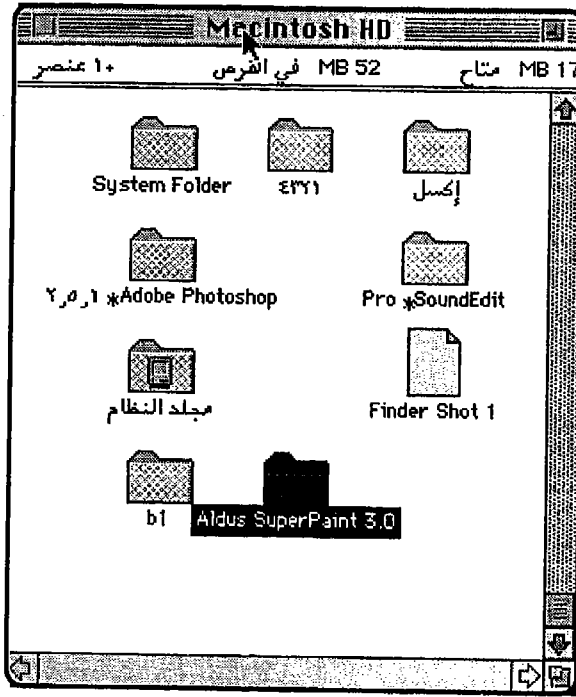 Macintosh HD
١٠ عنصر MB 52 في القرص MB 17 متاح
System Folder ٤٣٢١ إكسل
Adobe Photoshop* ٢٫٥٫١ Pro *SoundEdit
مجلد النظام Finder Shot 1
b1 Aldus SuperPaint 3.0